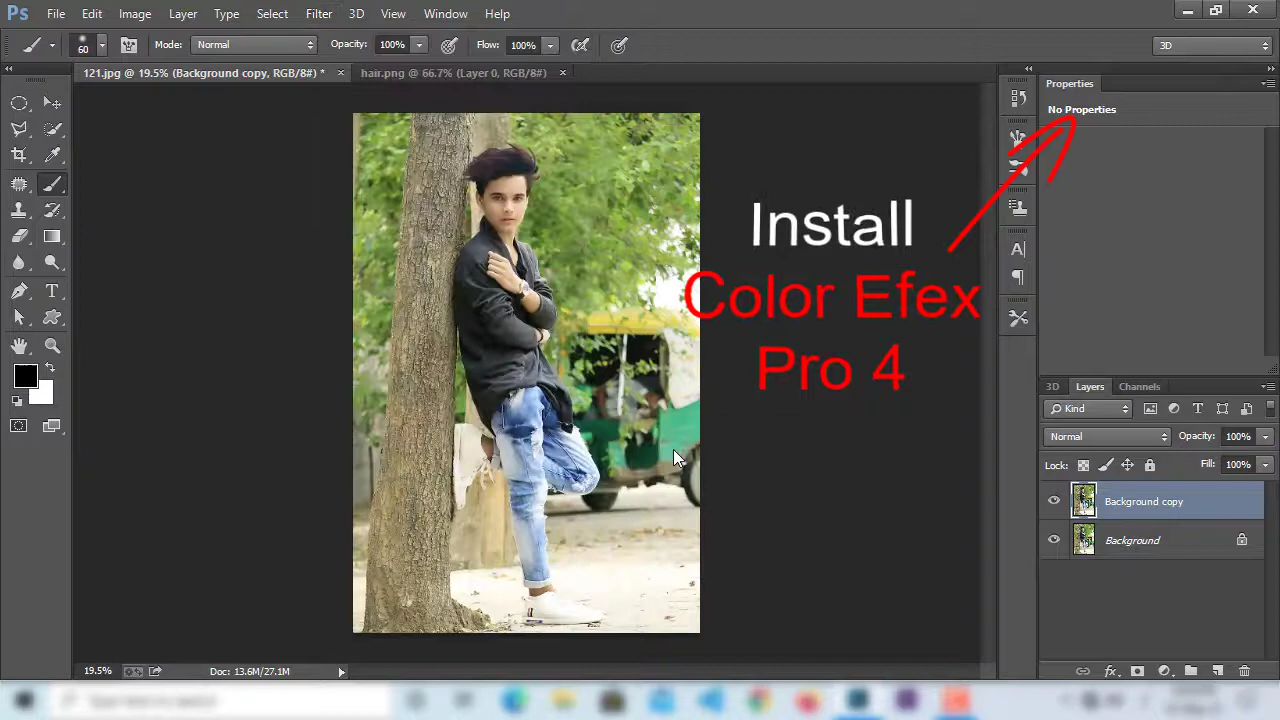 Ps File Edit Image Layer Type Select Filter 3D View Window Help
60 Mode: Normal Opacity: 100% Flow: 100% 3D
121.jpg @ 19.5% (Background copy, RGB/8#) * × hair.png @ 66.7% (Layer 0, RGB/8#) ×
Properties
No Properties
Install
Color Efex
Pro 4
3D Layers Channels
Kind
Normal Opacity: 100%
Lock: Fill: 100%
Background copy
Background
19.5% Doc: 13.6M/27.1M